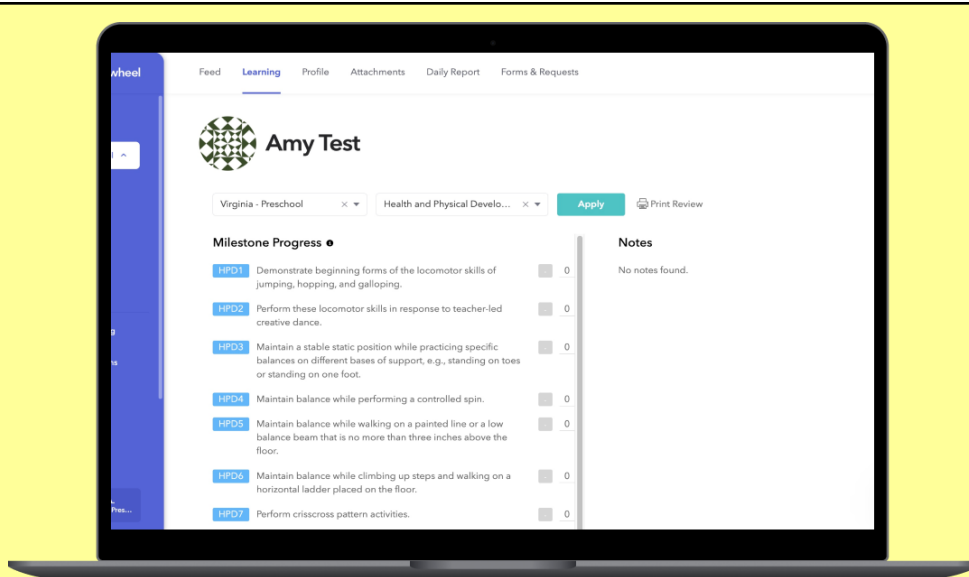 wheel
Feed Learning Profile Attachments Daily Report Forms & Requests
Amy Test
Virginia - Preschool × Health and Physical Develo... × Apply Print Review
Milestone Progress
Notes
No notes found.
HPD1 Demonstrate beginning forms of the locomotor skills of 0
jumping, hopping, and galloping.
HPD2 Perform these locomotor skills in response to teacher-led 0
creative dance.
HPD3 Maintain a stable static position while practicing specific 0
balances on different bases of support, e.g., standing on toes
or standing on one foot.
HPD4 Maintain balance while performing a controlled spin. 0
HPD5 Maintain balance while walking on a painted line or a low 0
balance beam that is no more than three inches above the
floor.
HPD6 Maintain balance while climbing up steps and walking on a 0
horizontal ladder placed on the floor.
HPD7 Perform crisscross pattern activities. 0
Pres...